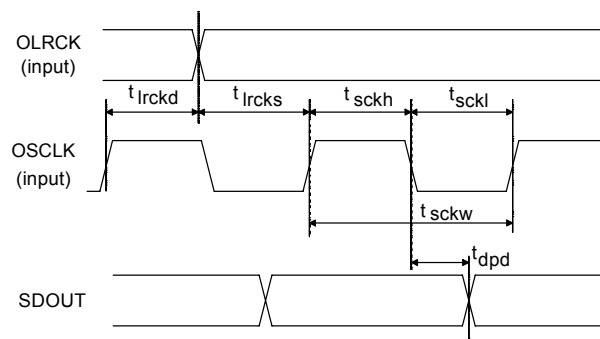 OLRCK
(input)
t lrckd
t lrcks
t sckh
t sckl
OSCLK
(input)
t sckw
t dpd
SDOUT